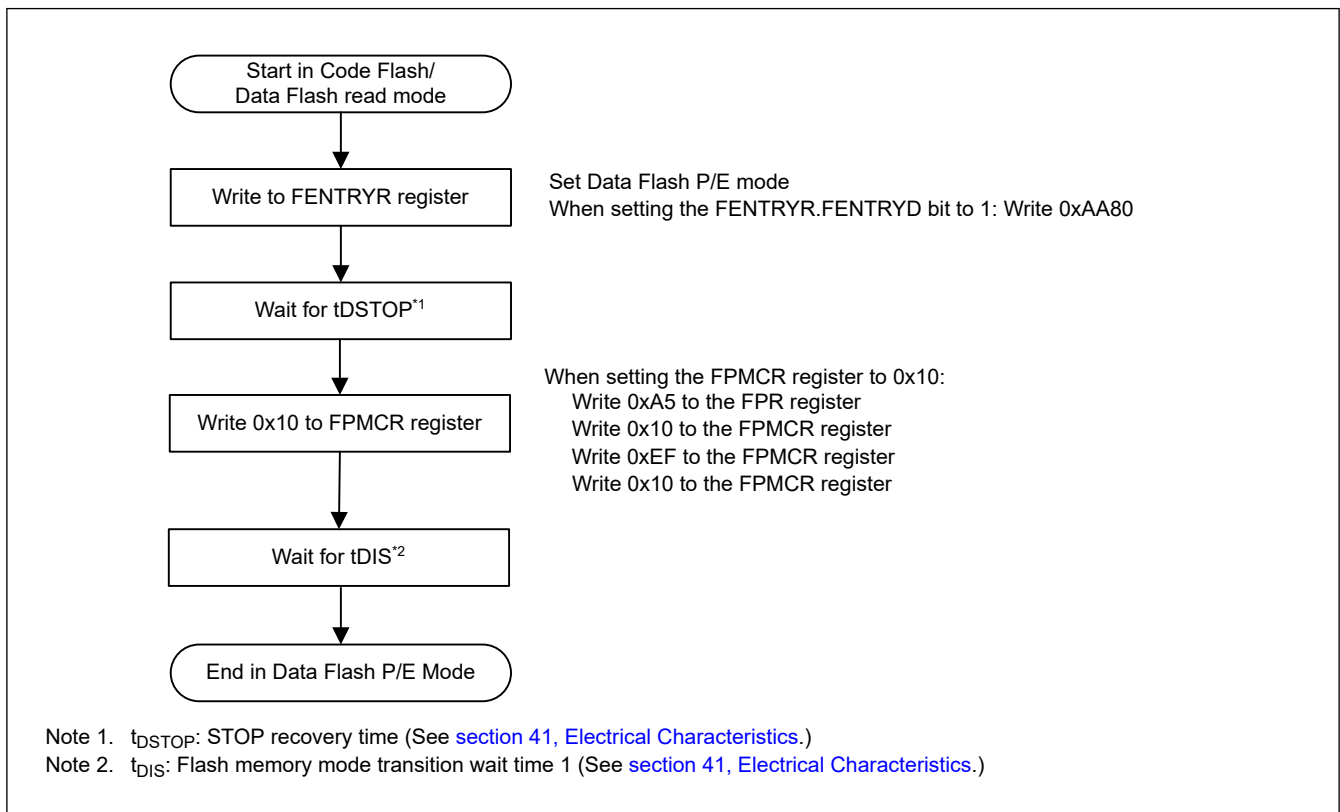 Start in Code Flash/
Data Flash read mode
Write to FENTRYR register
Set Data Flash P/E mode
When setting the FENTRYR.FENTRYD bit to 1: Write 0xAA80
Wait for tDSTOP*1
Write 0x10 to FPMCR register
When setting the FPMCR register to 0x10:
Write 0xA5 to the FPR register
Write 0x10 to the FPMCR register
Write 0xEF to the FPMCR register
Write 0x10 to the FPMCR register
Wait for tDIS*2
End in Data Flash P/E Mode
Note 1. tDSTOP: STOP recovery time (See section 41, Electrical Characteristics.)
Note 2. tDIS: Flash memory mode transition wait time 1 (See section 41, Electrical Characteristics.)